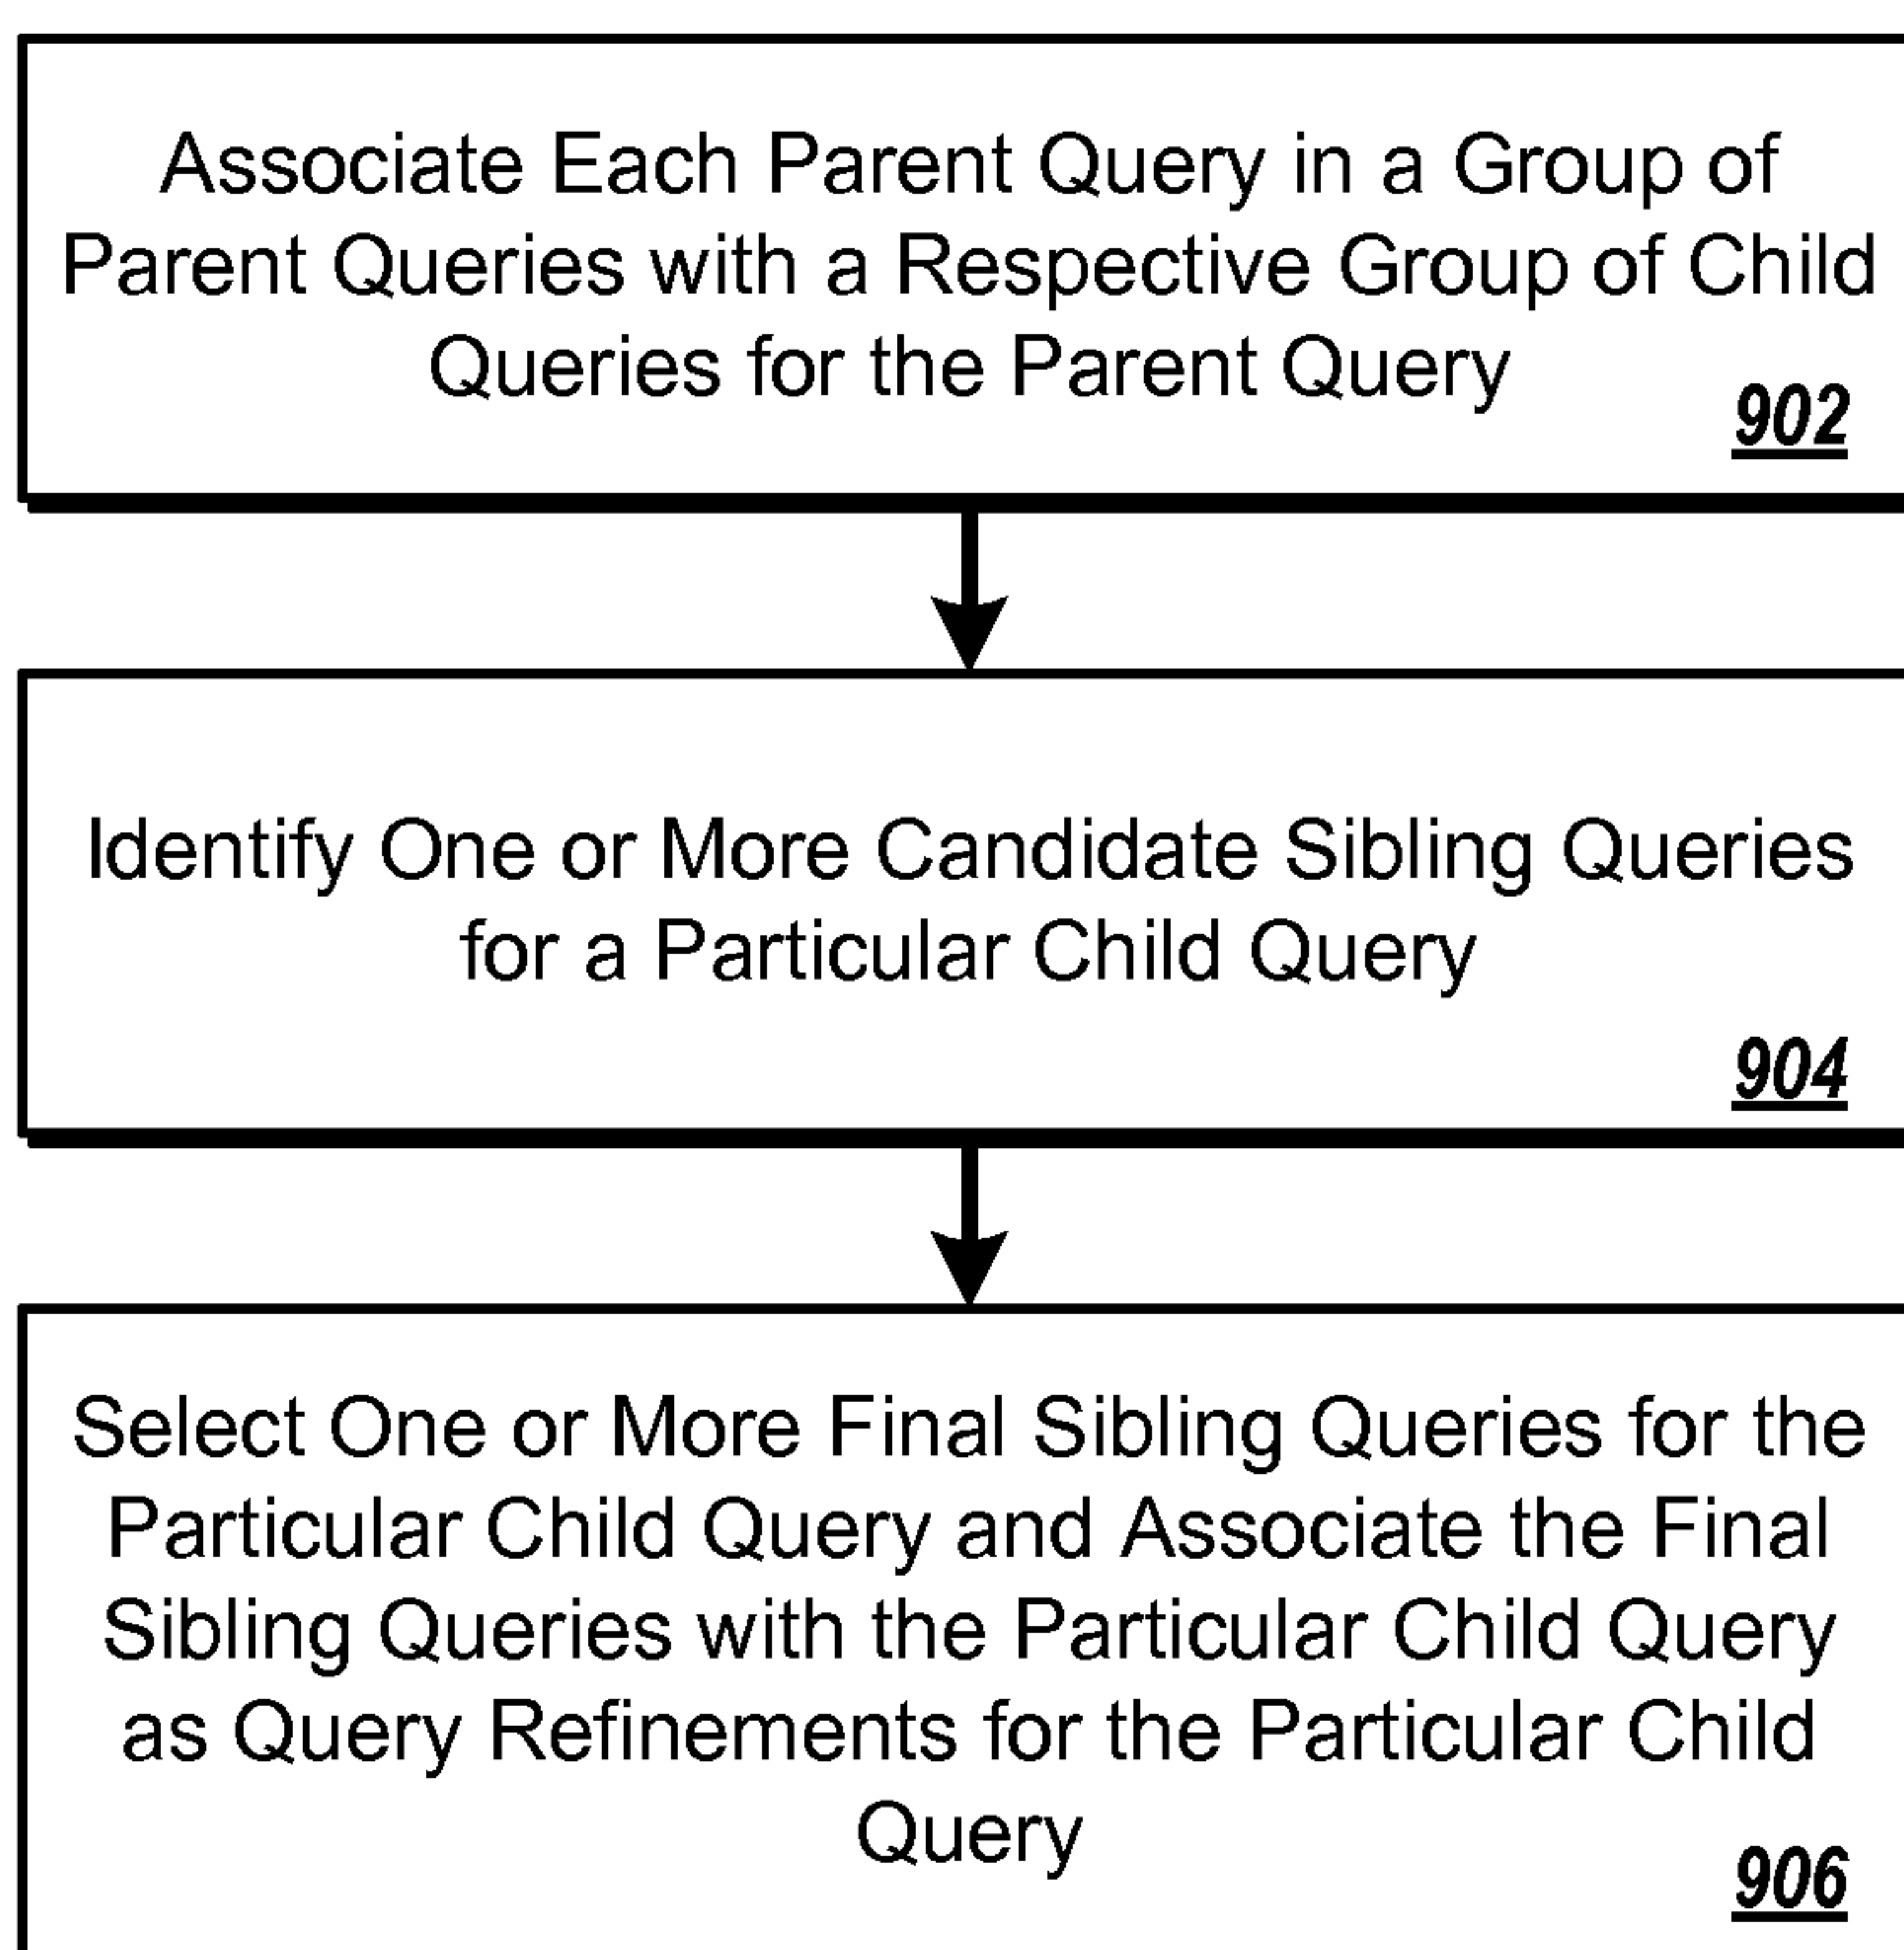 Associate Each Parent Query in a Group of
Parent Queries with a Respective Group of Child
Queries for the Parent Query
902
Identify One or More Candidate Sibling Queries
for a Particular Child Query
904
Select One or More Final Sibling Queries for the
Particular Child Query and Associate the Final
Sibling Queries with the Particular Child Query
as Query Refinements for the Particular Child
Query
906